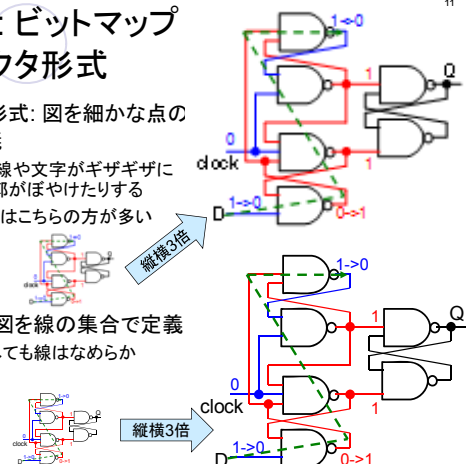 11
: ビットマップ
フタ形式
形式: 図を細かな点の
線や文字がギザギザに
部がぼやけたりする
はこちらの方が多い
縦横3倍
1->0
1
Q
0
clock
1
1->0
D
0->1
図を線の集合で定義
しても線はなめらか
縦横3倍
1->0
1
Q
0
clock
1
1->0
D
0->1